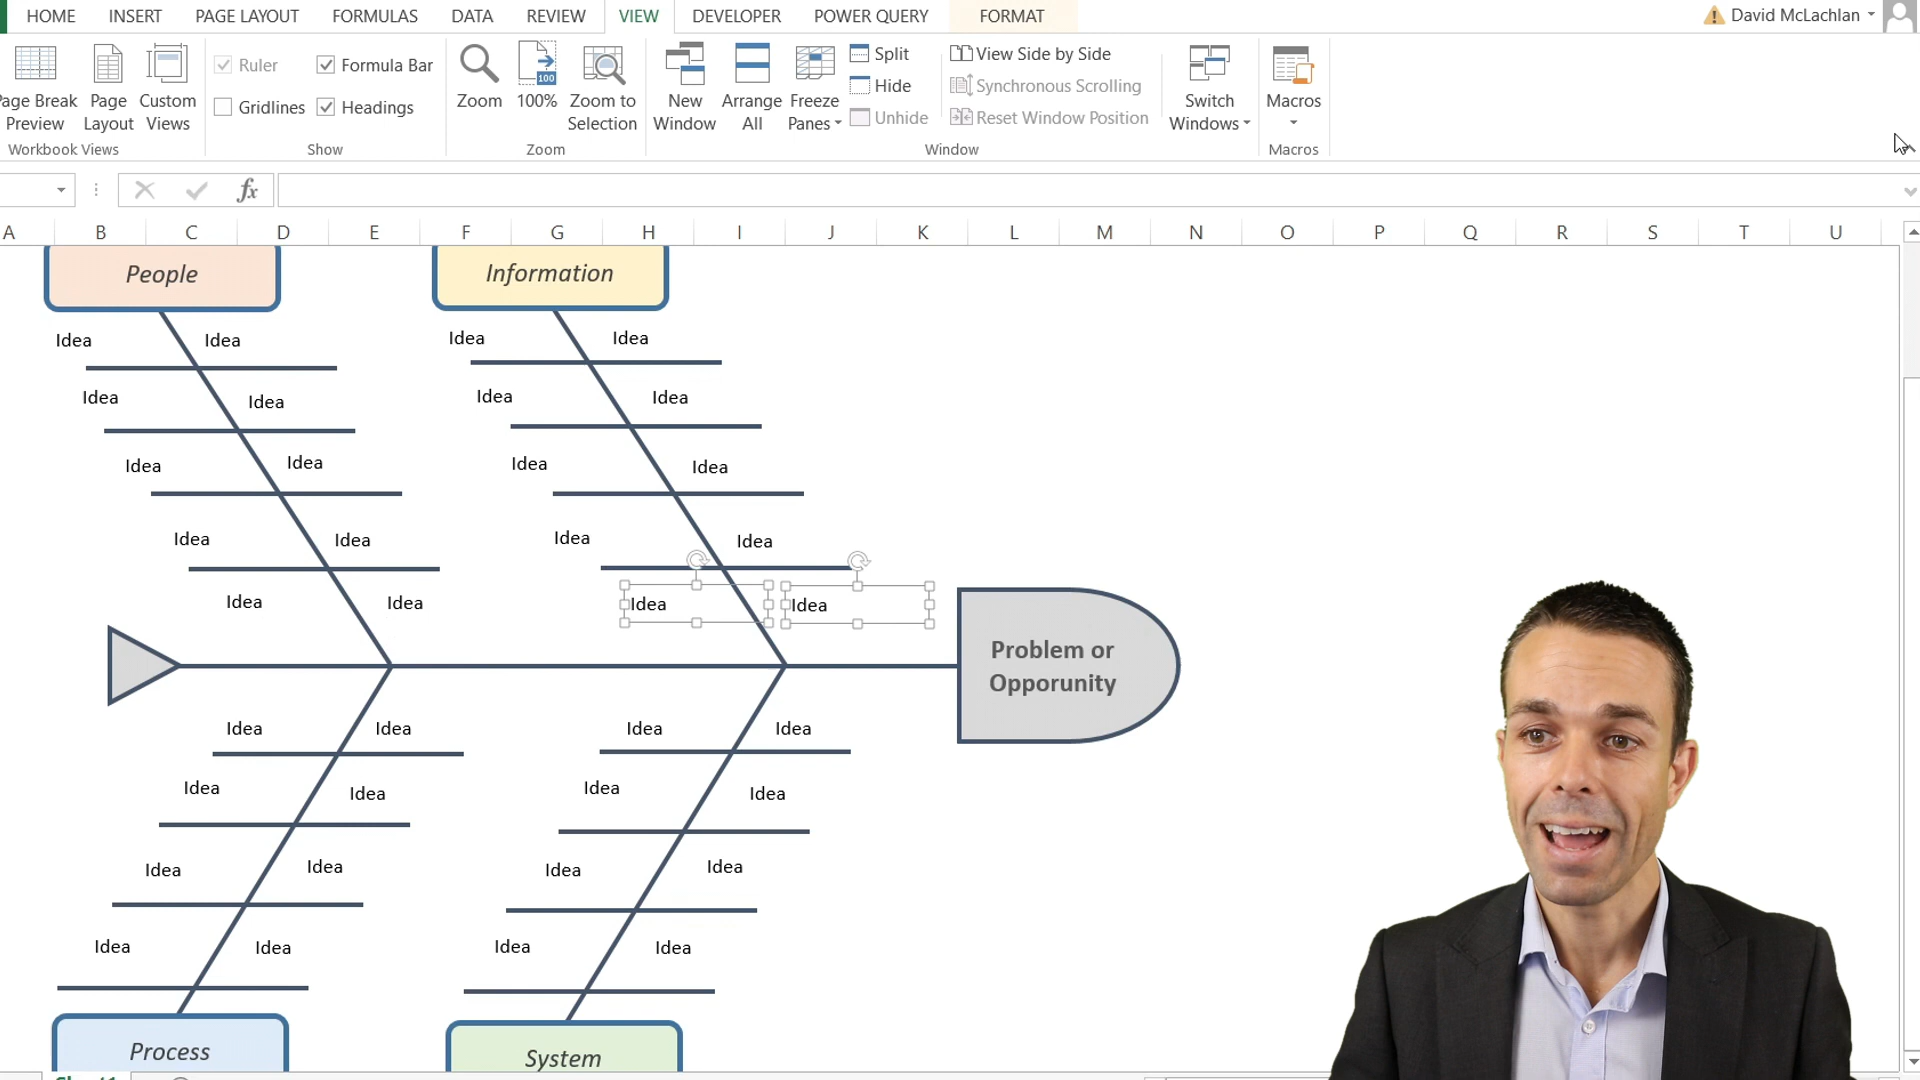 HOME INSERT PAGE LAYOUT FORMULAS DATA REVIEW VIEW DEVELOPER POWER QUERY FORMAT David McLachlan
Page Break Preview Page Layout Custom Views Ruler Formula Bar Gridlines Headings
Zoom 100% Zoom to Selection
New Window Arrange All Freeze Panes Split Hide Unhide
View Side by Side Synchronous Scrolling Reset Window Position
Switch Windows Macros
100
Workbook Views Show Zoom Window Macros
fx
A B C D E F G H I J K L M N O P Q R S T U
People Information
Idea Idea Idea Idea
Idea Idea Idea Idea
Idea Idea Idea Idea
Idea Idea Idea Idea
Idea Idea Idea Idea
Problem or
Opporunity
Idea Idea Idea Idea
Idea Idea Idea Idea
Idea Idea Idea Idea
Idea Idea Idea Idea
Process System